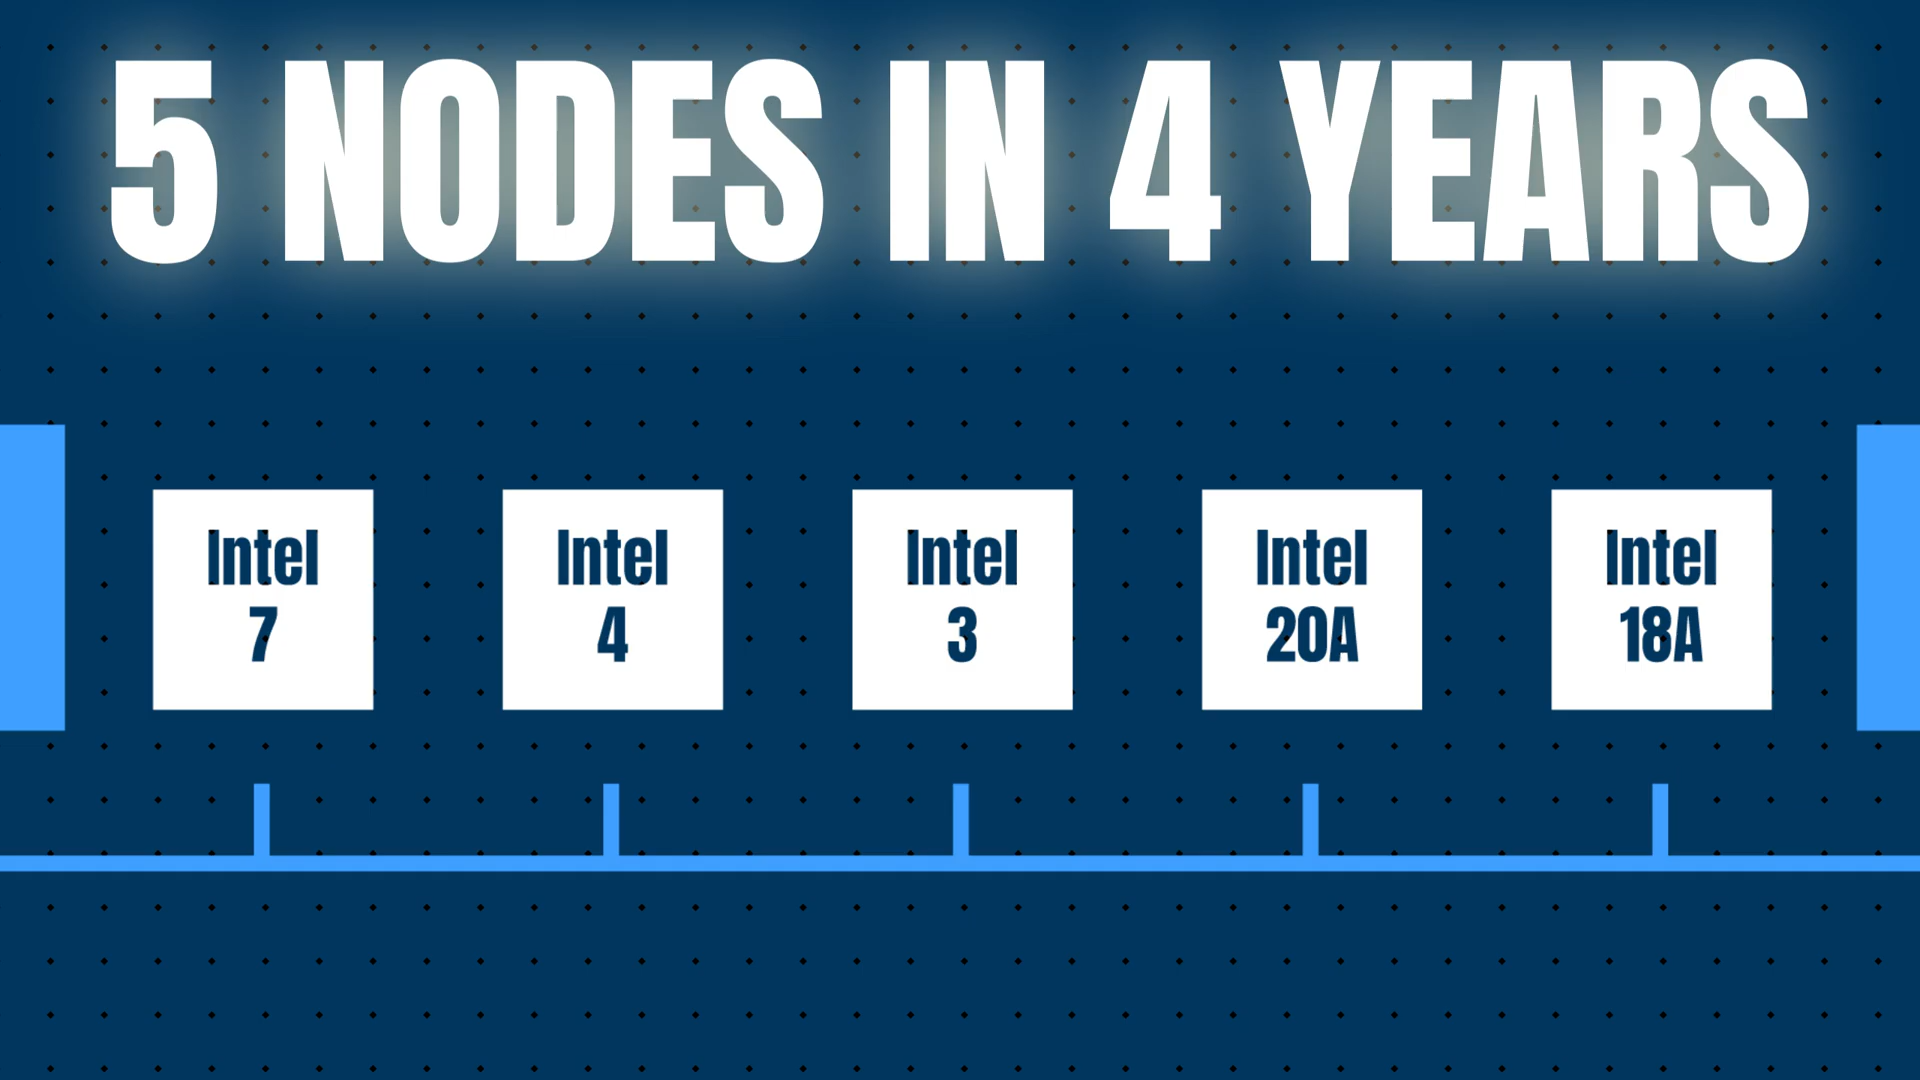 5 NODES IN 4 YEARS
Intel
7
Intel
4
Intel
3
Intel
20A
Intel
18A